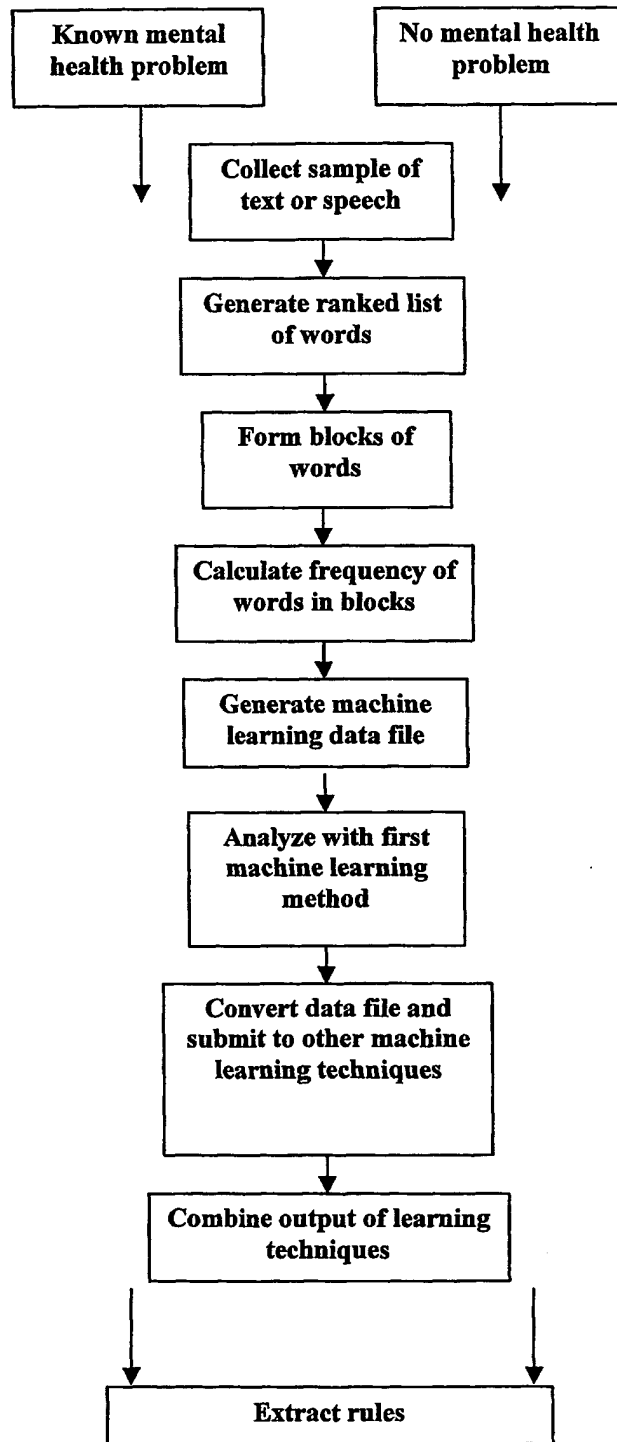 Known mental
health problem
No mental health
problem
Collect sample of
text or speech
Generate ranked list
of words
Form blocks of
words
Calculate frequency of
words in blocks
Generate machine
learning data file
Analyze with first
machine learning
method
Convert data file and
submit to other machine
learning techniques
Combine output of learning
techniques
Extract rules